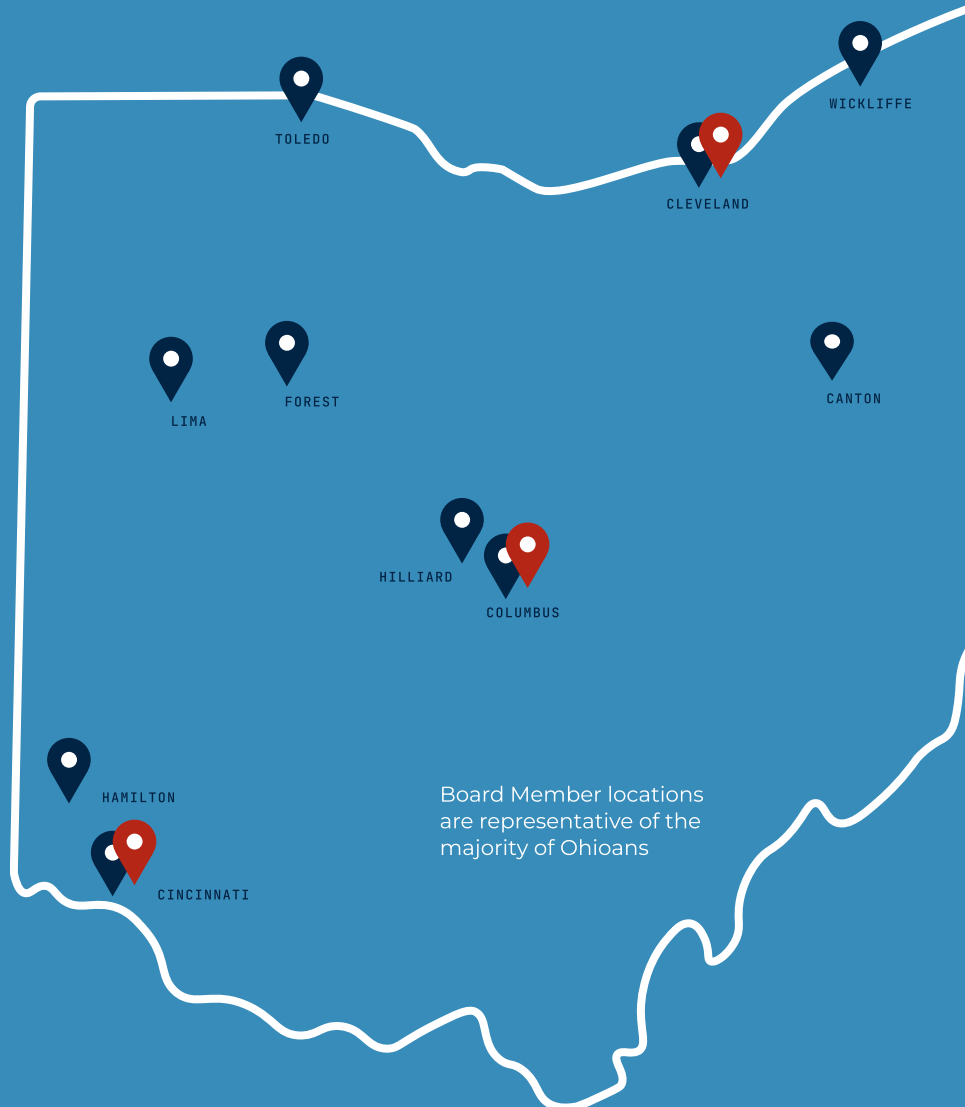 WICKLIFFE
TOLEDO
CLEVELAND
CANTON
FOREST
LIMA
HILLIARD
COLUMBUS
Board Member locations
are representative of the
majority of Ohioans
HAMILTON
CINCINNATI